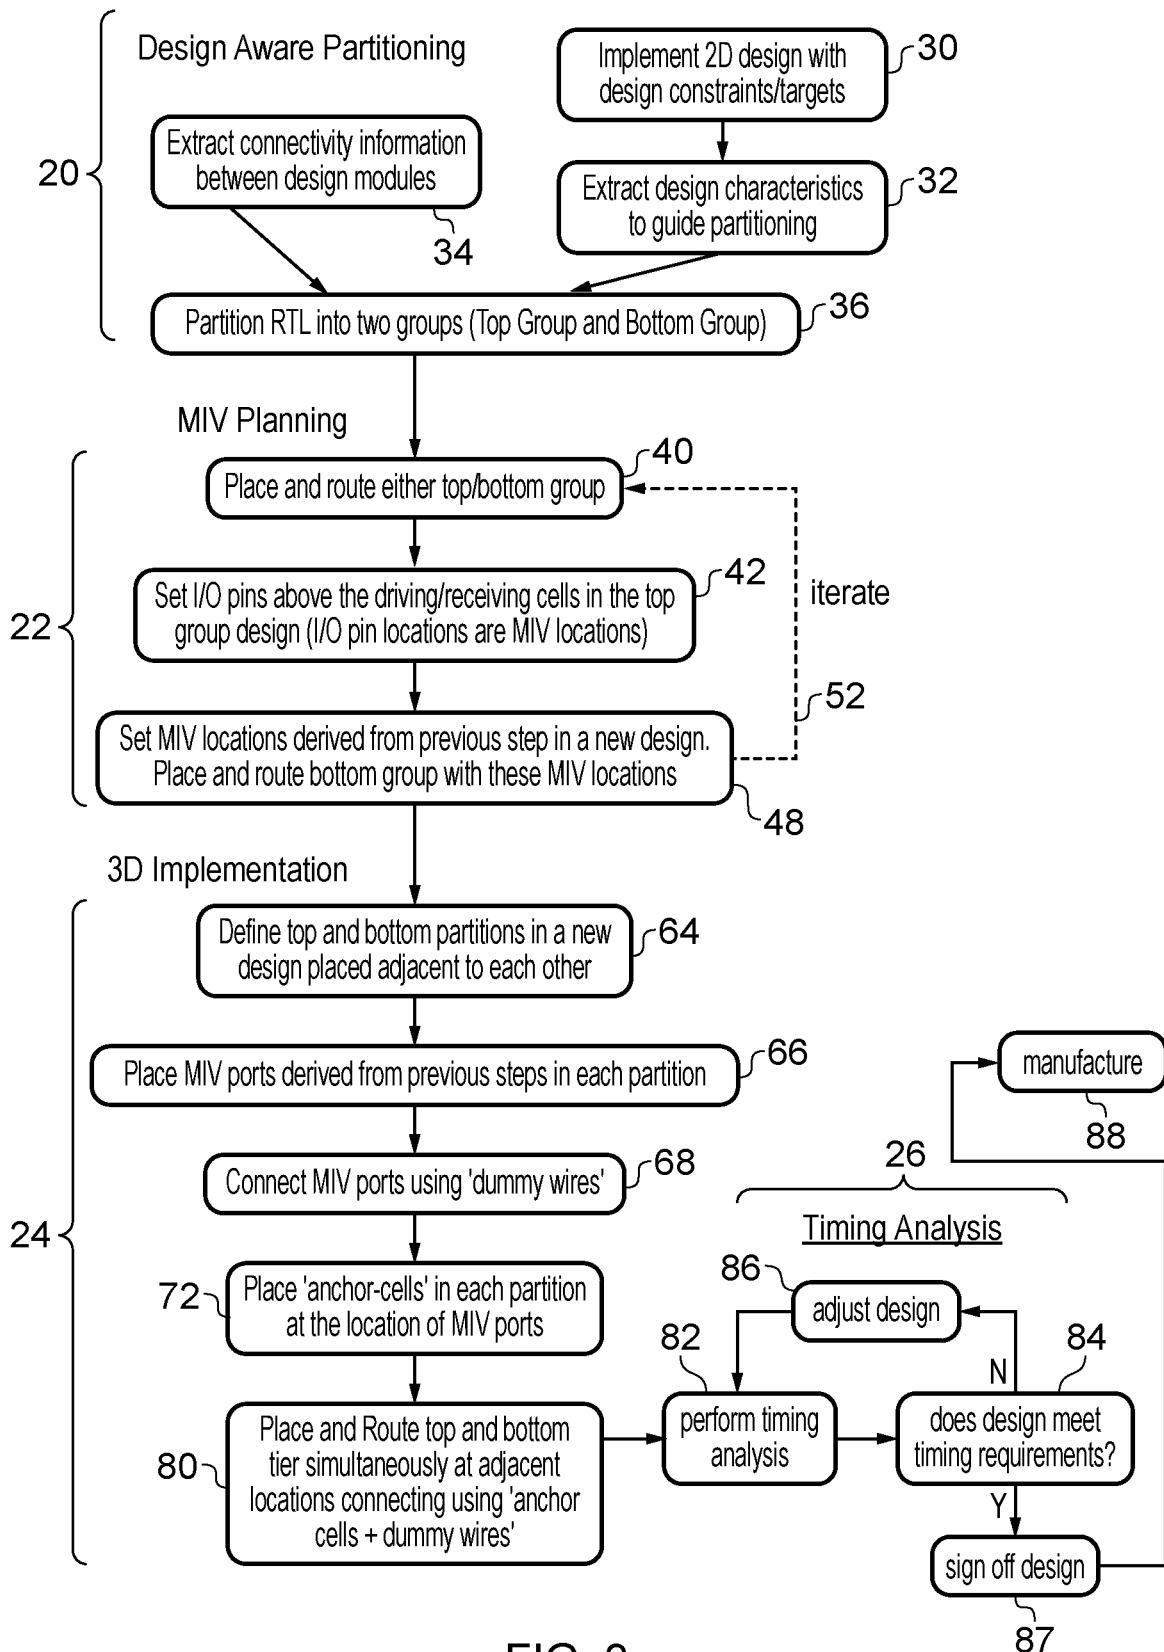 Design Aware Partitioning
Implement 2D design with
design constraints/targets
30
Extract connectivity information
between design modules
34
20
Extract design characteristics
to guide partitioning
32
Partition RTL into two groups (Top Group and Bottom Group)
36
MIV Planning
Place and route either top/bottom group
40
Set I/O pins above the driving/receiving cells in the top
group design (I/O pin locations are MIV locations)
42
iterate
22
52
Set MIV locations derived from previous step in a new design.
Place and route bottom group with these MIV locations
48
3D Implementation
Define top and bottom partitions in a new
design placed adjacent to each other
64
Place MIV ports derived from previous steps in each partition
66
manufacture
88
Connect MIV ports using 'dummy wires'
68
26
24
Timing Analysis
Place 'anchor-cells' in each partition
at the location of MIV ports
72
86
adjust design
82
84
N
Place and Route top and bottom
tier simultaneously at adjacent
locations connecting using 'anchor
cells + dummy wires'
80
perform timing
analysis
does design meet
timing requirements?
Y
sign off design
87